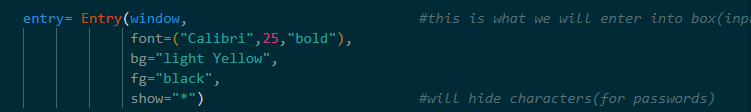 entry= Entry(window, #this is what we will enter into box(inpu
font=("Calibri",25,"bold"),
bg="light Yellow",
fg="black",
show="*") #will hide characters(for passwords)